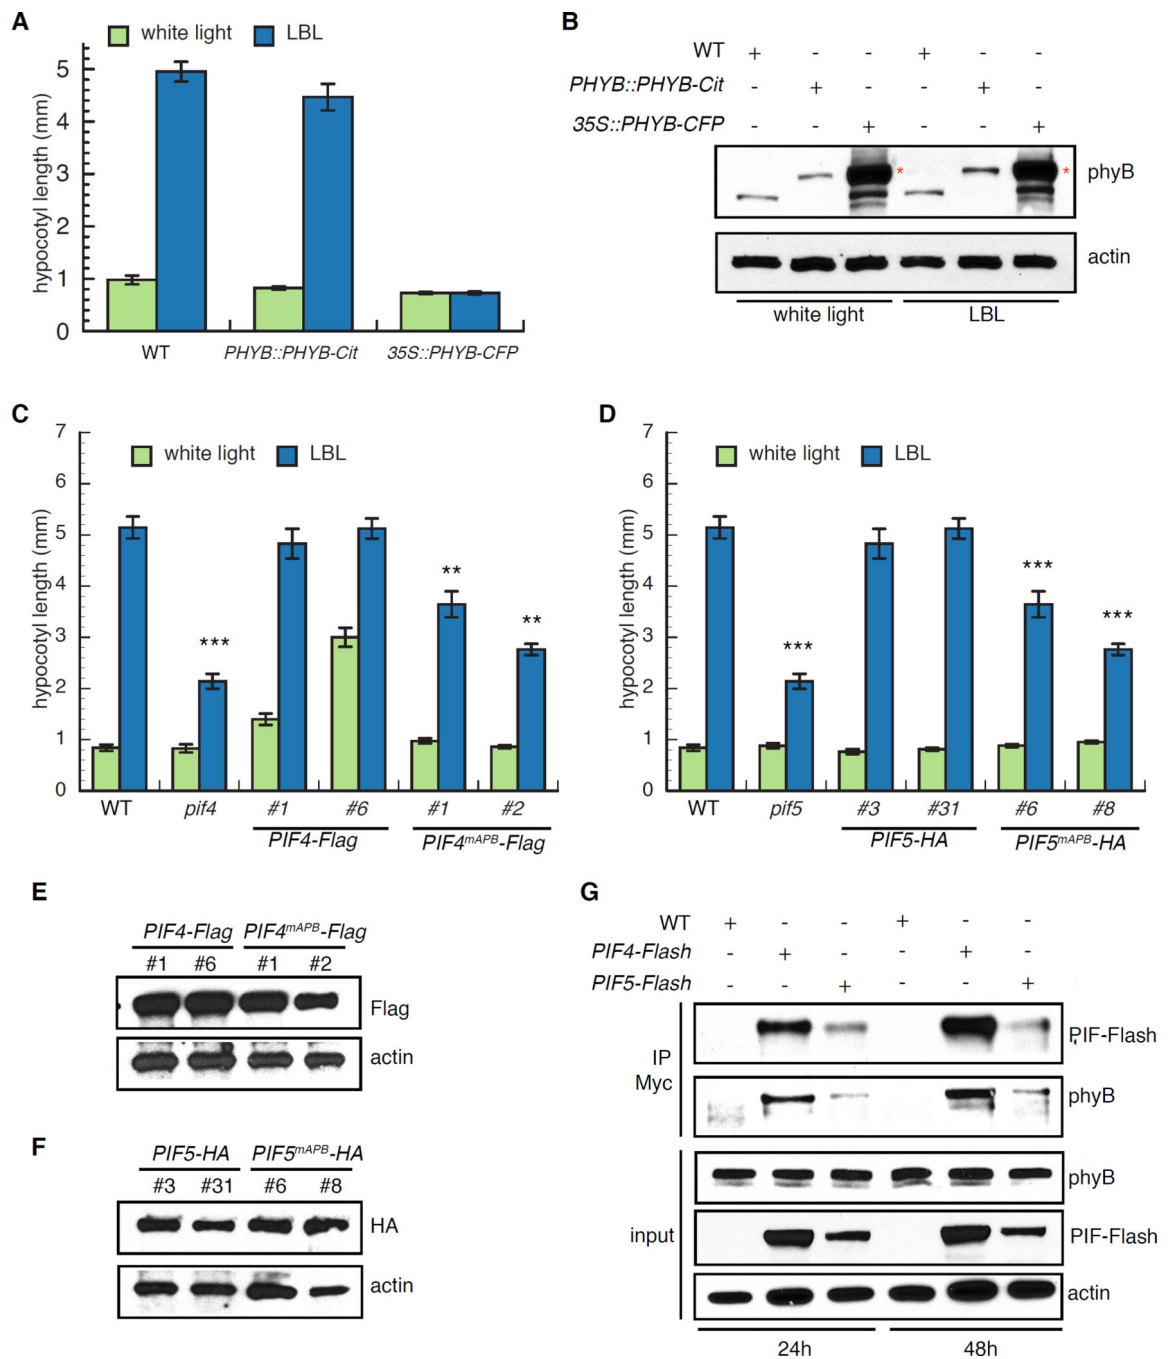 A
white light LBL
hypocotyl length (mm)
5
4
3
2
1
0
WT PHYB::PHYB-Cit 35S::PHYB-CFP
B
WT + - - + - -
PHYB::PHYB-Cit - + - - + -
35S::PHYB-CFP - - + - - +
* * phyB
actin
white light LBL
C
white light LBL
hypocotyl length (mm)
7
6
5
4
3
2
1
0
*** ** **
WT pif4 #1 #6 #1 #2
PIF4-Flag PIF4mAPB-Flag
D
white light LBL
hypocotyl length (mm)
7
6
5
4
3
2
1
0
*** *** ***
WT pif5 #3 #31 #6 #8
PIF5-HA PIF5mAPB-HA
E
PIF4-Flag PIF4mAPB-Flag
#1 #6 #1 #2
Flag
actin
F
PIF5-HA PIF5mAPB-HA
#3 #31 #6 #8
HA
actin
G
WT + - - + - -
PIF4-Flash - + - - + -
PIF5-Flash - - + - - +
IP
Myc
PIF-Flash
phyB
input
phyB
PIF-Flash
actin
24h 48h